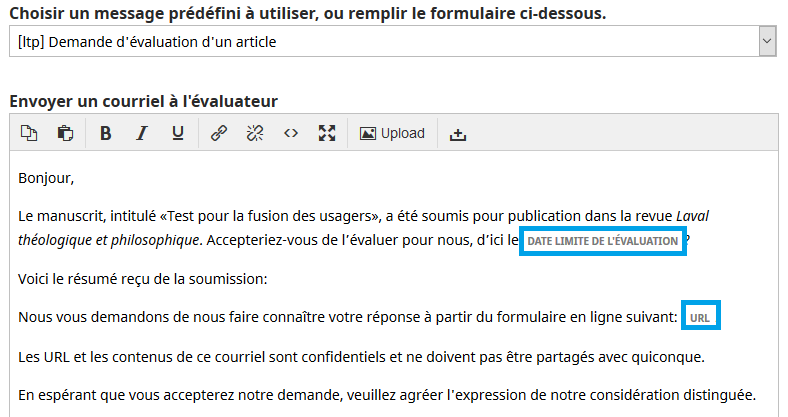 Choisir un message prédéfini à utiliser, ou remplir le formulaire ci-dessous.
[ltp] Demande d'évaluation d'un article
Envoyer un courriel à l'évaluateur
B I U <> Upload
Bonjour,
Le manuscrit, intitulé «Test pour la fusion des usagers», a été soumis pour publication dans la revue Laval
théologique et philosophique. Accepteriez-vous de l’évaluer pour nous, d’ici le DATE LIMITE DE L'ÉVALUATION ?
Voici le résumé reçu de la soumission:
Nous vous demandons de nous faire connaître votre réponse à partir du formulaire en ligne suivant: URL
Les URL et les contenus de ce courriel sont confidentiels et ne doivent pas être partagés avec quiconque.
En espérant que vous accepterez notre demande, veuillez agréer l'expression de notre considération distinguée.